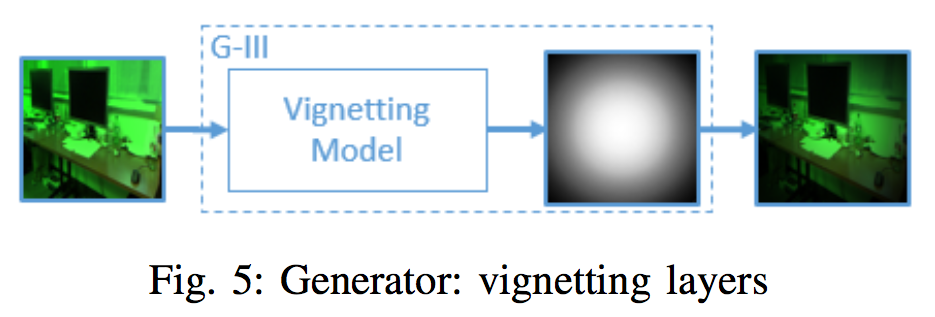 G-III
Vignetting
Model
Fig. 5: Generator: vignetting layers